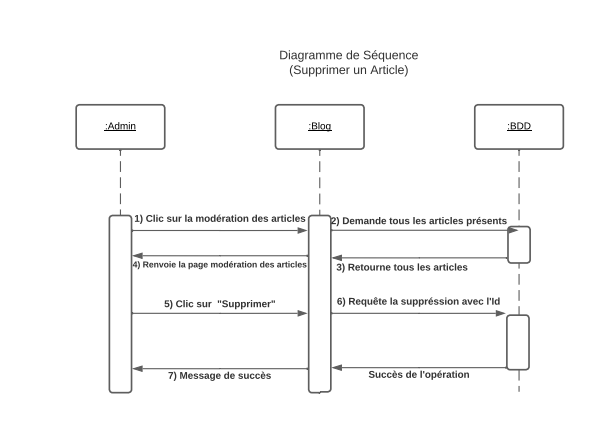 Diagramme de Séquence
(Supprimer un Article)
:Admin
:Blog
:BDD
1) Clic sur la modération des articles
2) Demande tous les articles présents
4) Renvoie la page modération des articles
3) Retourne tous les articles
5) Clic sur "Supprimer"
6) Requête la suppréssion avec l'Id
7) Message de succès
Succès de l'opération